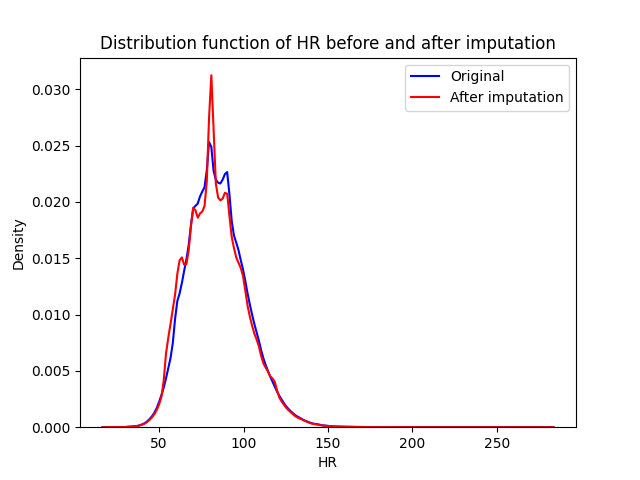 Distribution function of HR before and after imputation
Original
After imputation
Density
0.030
0.025
0.020
0.015
0.010
0.005
0.000
50
100
150
200
250
HR